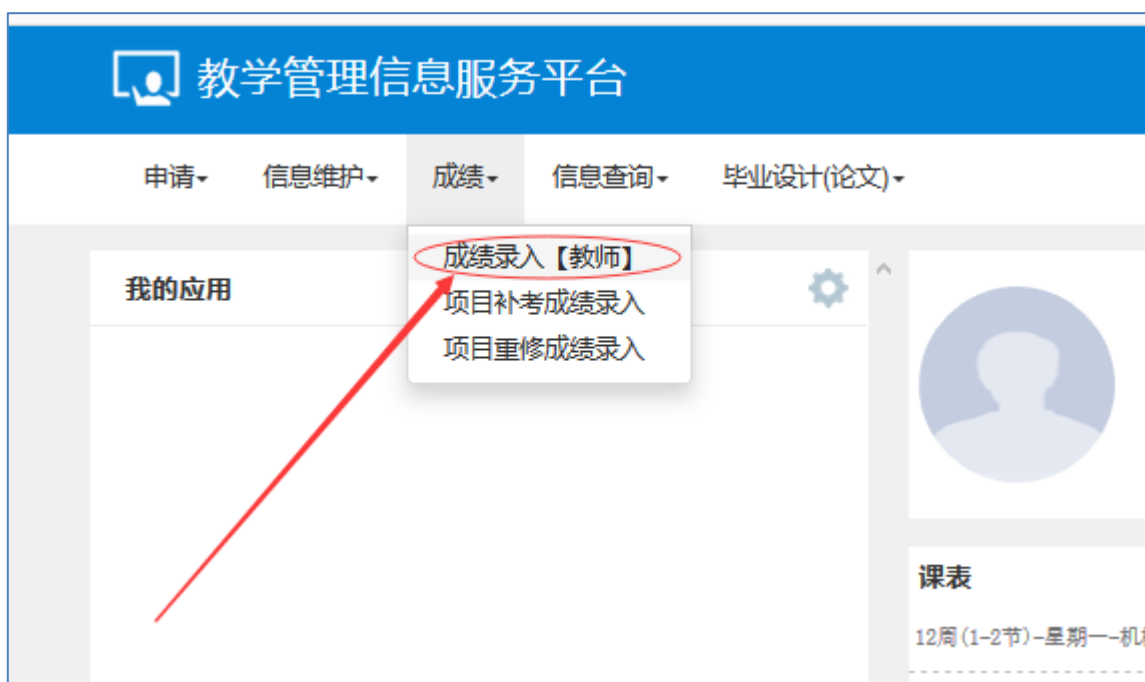 教学管理信息服务平台
申请 信息维护 成绩 信息查询 毕业设计(论文)
成绩录入【教师】
项目补考成绩录入
项目重修成绩录入
我的应用
课表
12周(1-2节)-星期一-机